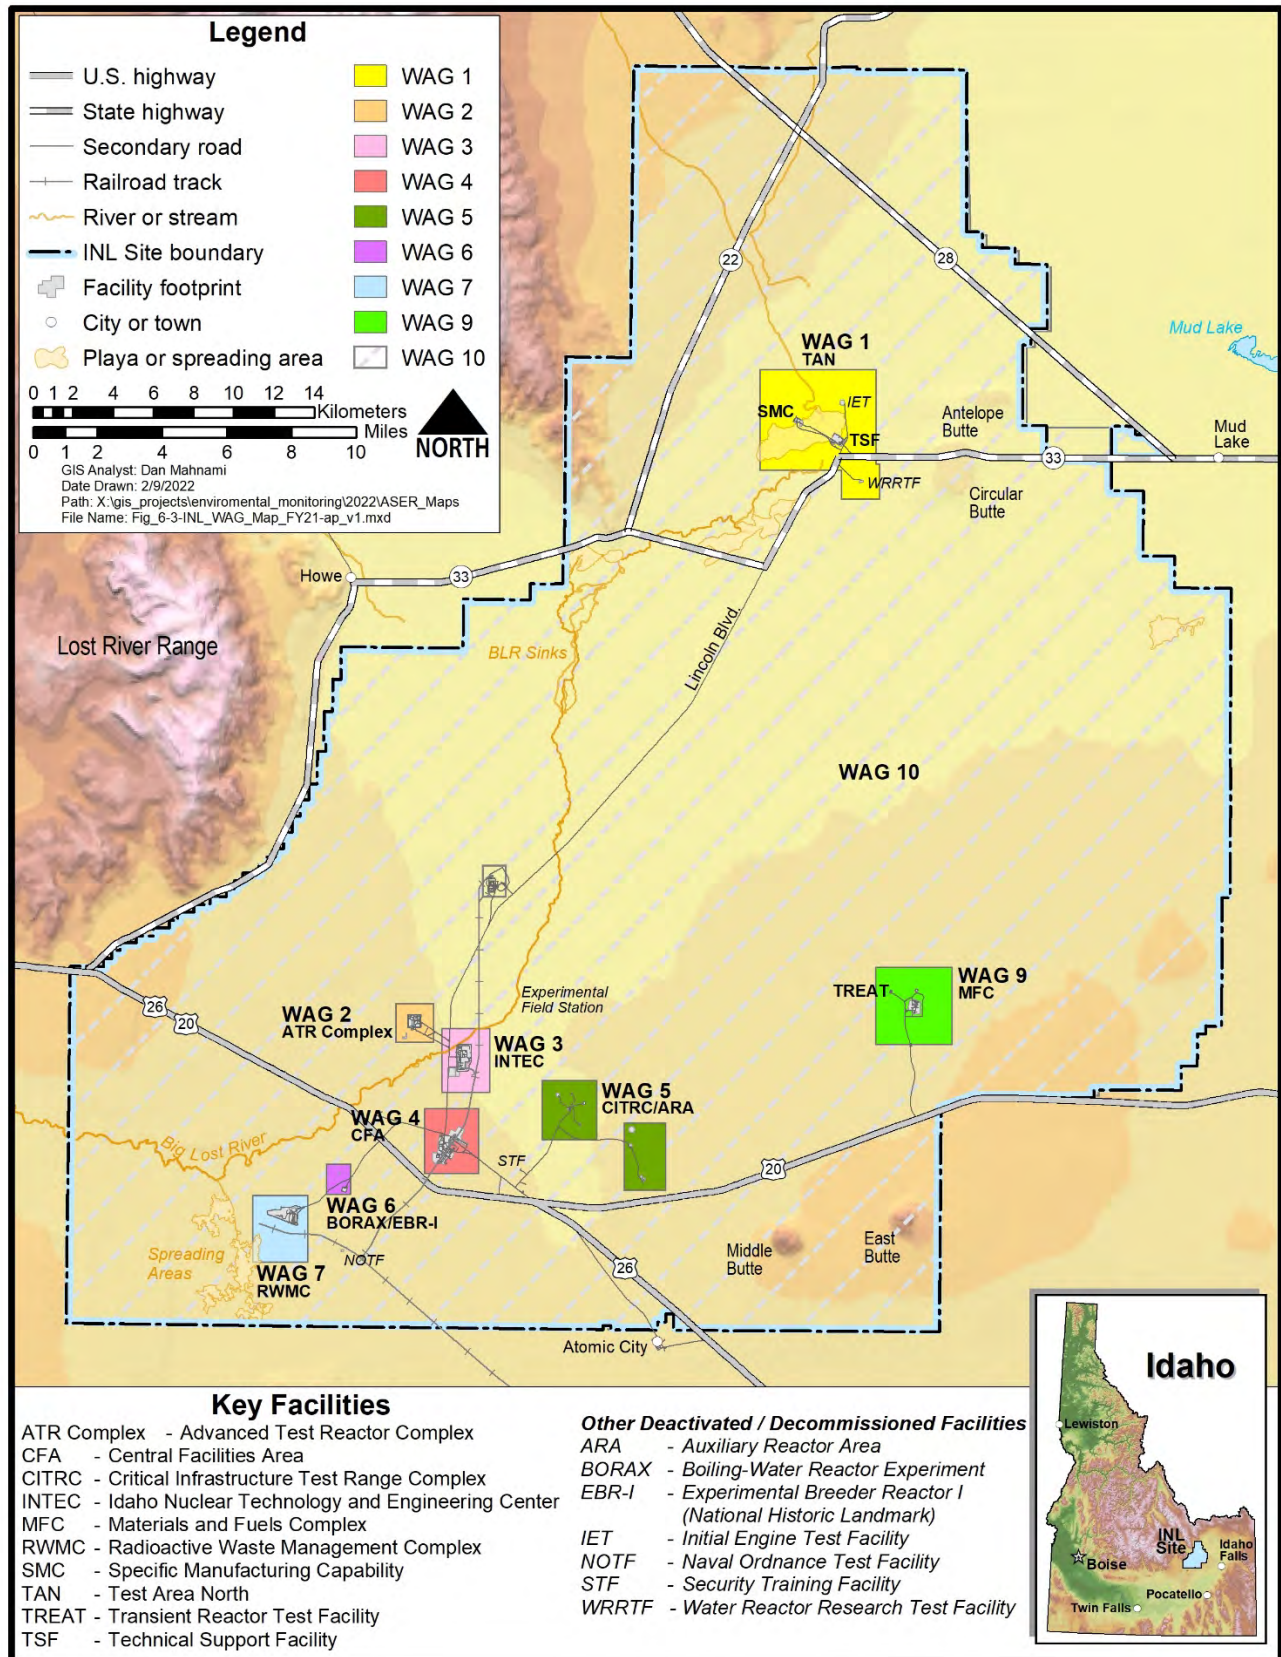 Legend
U.S. highway
State highway
Secondary road
Railroad track
River or stream
INL Site boundary
Facility footprint
City or town
Playa or spreading area
WAG 1
WAG 2
WAG 3
WAG 4
WAG 5
WAG 6
WAG 7
WAG 9
WAG 10
0 1 2 4 6 8 10 12 14
Kilometers
Miles
0 1 2 4 6 8 10
NORTH
GIS Analyst: Dan Mahnami
Date Drawn: 2/9/2022
Path: X:\gis_projects\enviromental_monitoring\2022\ASER_Maps
File Name: Fig_6-3-INL_WAG_Map_FY21-ap_v1.mxd
22
28
Mud Lake
WAG 1
TAN
IET
SMC
TSF
Antelope
Butte
Mud
Lake
33
WRRTF
Circular
Butte
Howe
33
Lost River Range
BLR Sinks
Lincoln Blvd.
WAG 10
26
20
Experimental
Field Station
WAG 2
ATR Complex
WAG 3
INTEC
TREAT
WAG 9
MFC
WAG 4
CFA
WAG 5
CITRC/ARA
Big Lost River
STF
20
WAG 6
BORAX/EBR-I
Spreading
Areas
NOTF
WAG 7
RWMC
26
Middle
Butte
East
Butte
Atomic City
Key Facilities
ATR Complex - Advanced Test Reactor Complex
CFA - Central Facilities Area
CITRC - Critical Infrastructure Test Range Complex
INTEC - Idaho Nuclear Technology and Engineering Center
MFC - Materials and Fuels Complex
RWMC - Radioactive Waste Management Complex
SMC - Specific Manufacturing Capability
TAN - Test Area North
TREAT - Transient Reactor Test Facility
TSF - Technical Support Facility
Other Deactivated / Decommissioned Facilities
ARA - Auxiliary Reactor Area
BORAX - Boiling-Water Reactor Experiment
EBR-I - Experimental Breeder Reactor I
(National Historic Landmark)
IET - Initial Engine Test Facility
NOTF - Naval Ordnance Test Facility
STF - Security Training Facility
WRRTF - Water Reactor Research Test Facility
Idaho
Lewiston
INL
Site
Idaho
Falls
Boise
Pocatello
Twin Falls